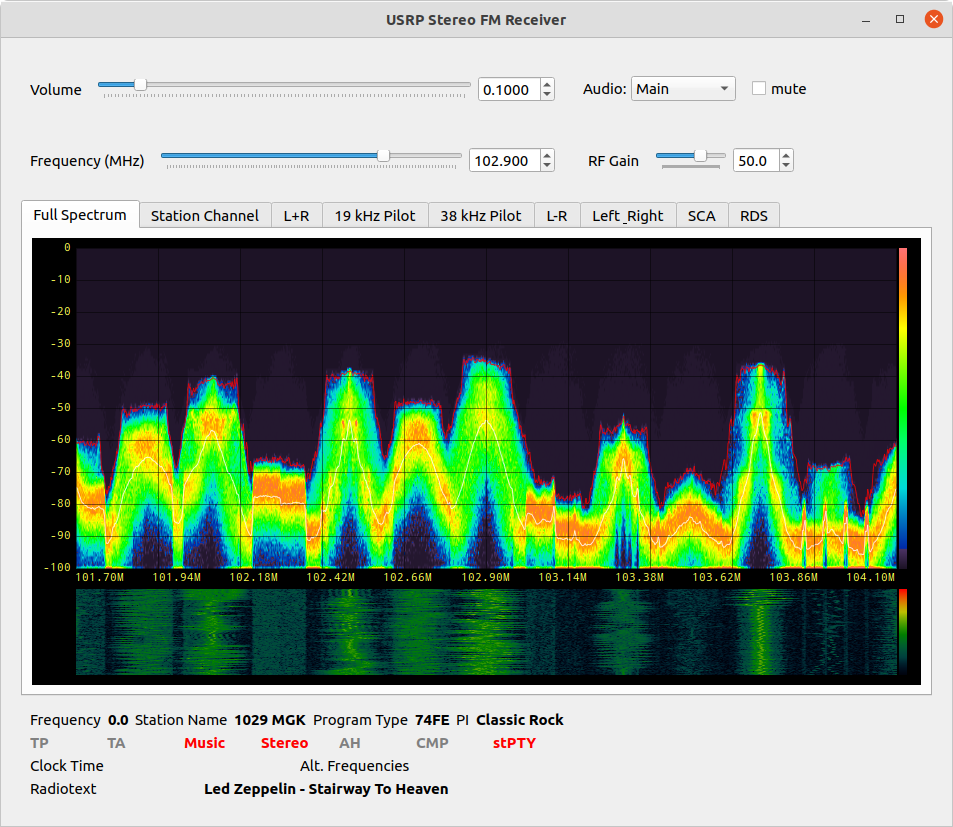 USRP Stereo FM Receiver
Volume 0.1000 Audio: Main mute
Frequency (MHz) 102.900 RF Gain 50.0
Full Spectrum Station Channel L+R 19 kHz Pilot 38 kHz Pilot L-R Left_Right SCA RDS
0
-10
-20
-30
-40
-50
-60
-70
-80
-90
-100
101.70M 101.94M 102.18M 102.42M 102.66M 102.90M 103.14M 103.38M 103.62M 103.86M 104.10M
Frequency 0.0 Station Name 1029 MGK Program Type 74FE PI Classic Rock
TP TA Music Stereo AH CMP stPTY
Clock Time Alt. Frequencies
Radiotext Led Zeppelin - Stairway To Heaven